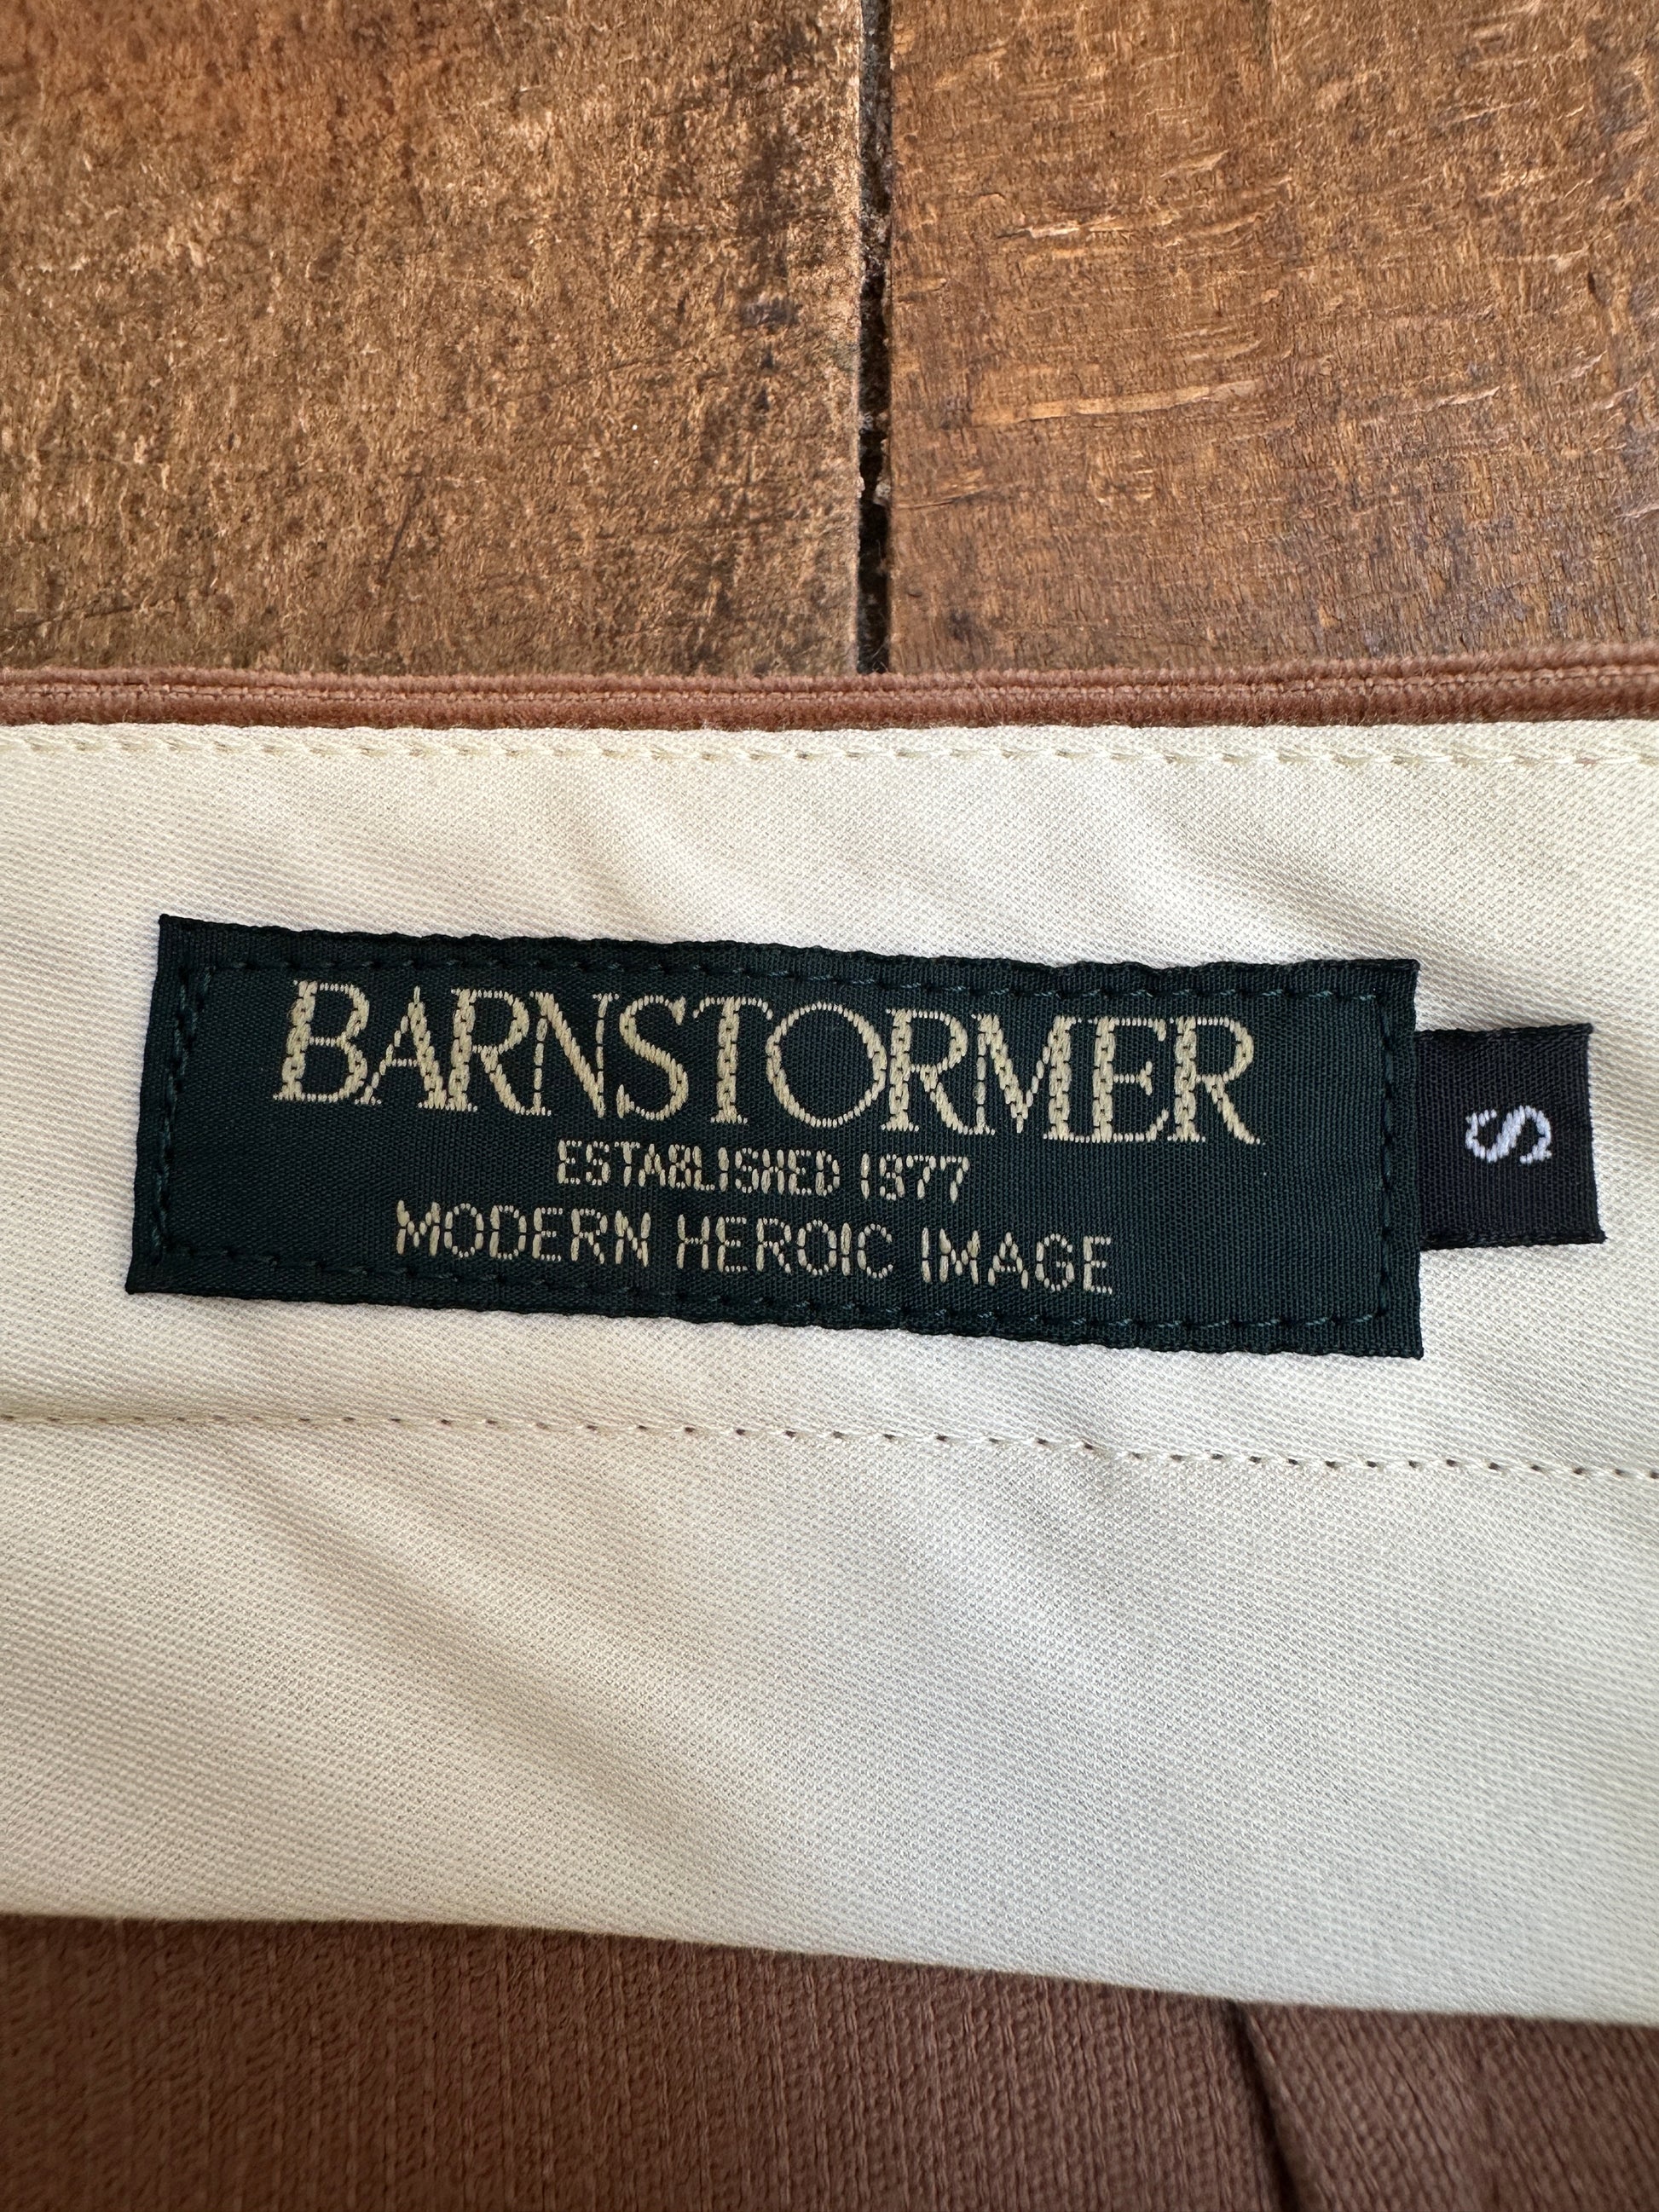 BARNSTORMER
ESTABLISHED 1977
MODERN HEROIC IMAGE
S